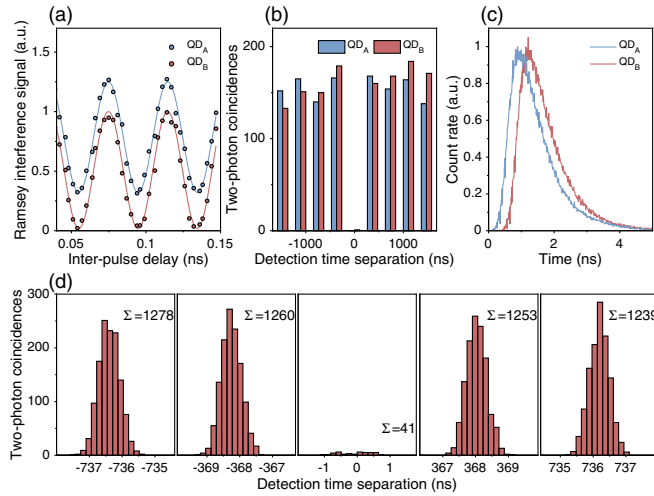 (a)
Ramsey interference signal (a.u.)
1.5
1
0.5
0
QD_A
QD_B
0.05
0.1
0.15
Inter-pulse delay (ns)
(b)
Two-photon coincidences
200
100
0
QD_A
QD_B
-1000
0
1000
Detection time separation (ns)
(c)
Count rate (a.u.)
1
0.8
0.6
0.4
0.2
0
QD_A
QD_B
0
2
4
Time (ns)
(d)
Two-photon coincidences
300
200
100
0
Σ=1278
Σ=1260
Σ=41
Σ=1253
Σ=1239
-737 -736 -735
-369 -368 -367
-1 0 1
367 368 369
735 736 737
Detection time separation (ns)